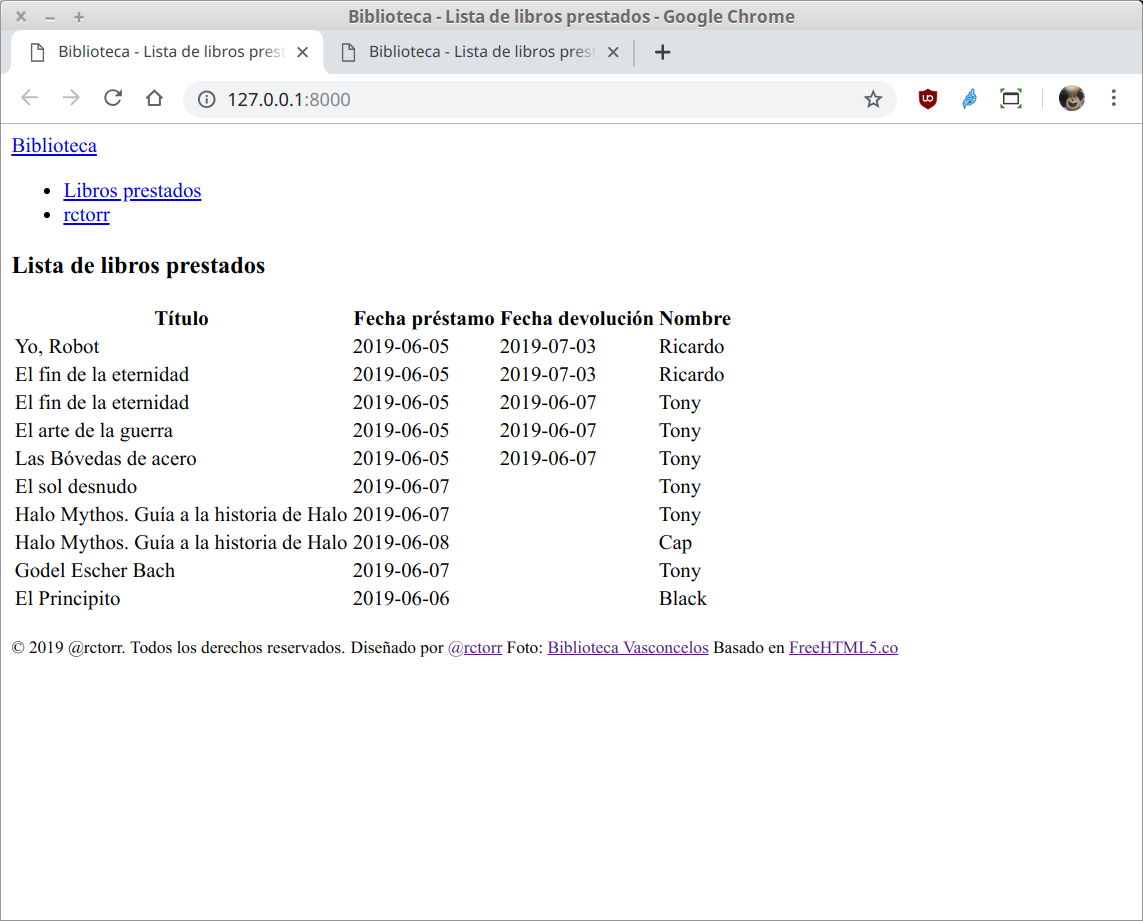 Biblioteca - Lista de libros prestados - Google Chrome
Biblioteca - Lista de libros prest Biblioteca - Lista de libros prest
127.0.0.1:8000
Biblioteca
Libros prestados
rctorr
Lista de libros prestados
Título Fecha préstamo Fecha devolución Nombre
Yo, Robot 2019-06-05 2019-07-03 Ricardo
El fin de la eternidad 2019-06-05 2019-07-03 Ricardo
El fin de la eternidad 2019-06-05 2019-06-07 Tony
El arte de la guerra 2019-06-05 2019-06-07 Tony
Las Bóvedas de acero 2019-06-05 2019-06-07 Tony
El sol desnudo 2019-06-07 Tony
Halo Mythos. Guía a la historia de Halo 2019-06-07 Tony
Halo Mythos. Guía a la historia de Halo 2019-06-08 Cap
Godel Escher Bach 2019-06-07 Tony
El Principito 2019-06-06 Black
© 2019 @rctorr. Todos los derechos reservados. Diseñado por @rctorr Foto: Biblioteca Vasconcelos Basado en FreeHTML5.co